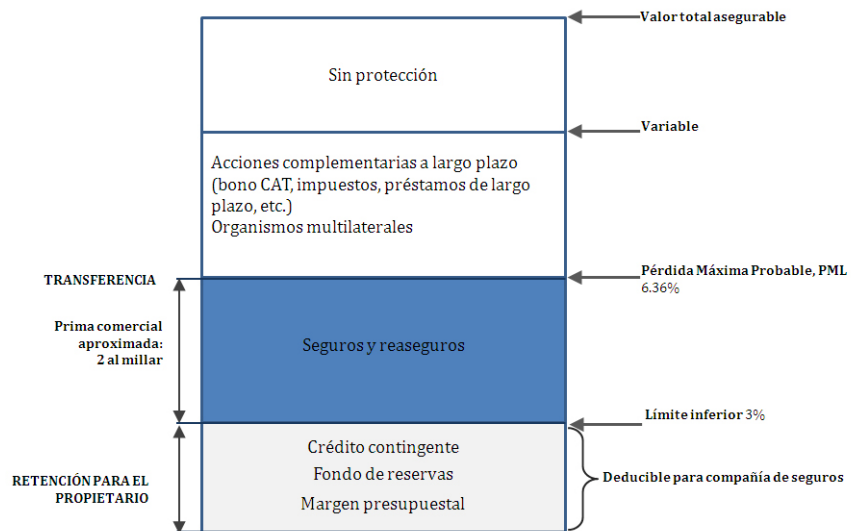 Valor total asegurable
Sin protección
Variable
Acciones complementarias a largo plazo
(bono CAT, impuestos, préstamos de largo
plazo, etc.)
Organismos multilaterales
TRANSFERENCIA
Pérdida Máxima Probable, PML
6.36%
Prima comercial
aproximada:
2 al millar
Seguros y reaseguros
Límite inferior 3%
Crédito contingente
Fondo de reservas
Margen presupuestal
RETENCIÓN PARA EL
PROPIETARIO
Deducible para compañía de seguros